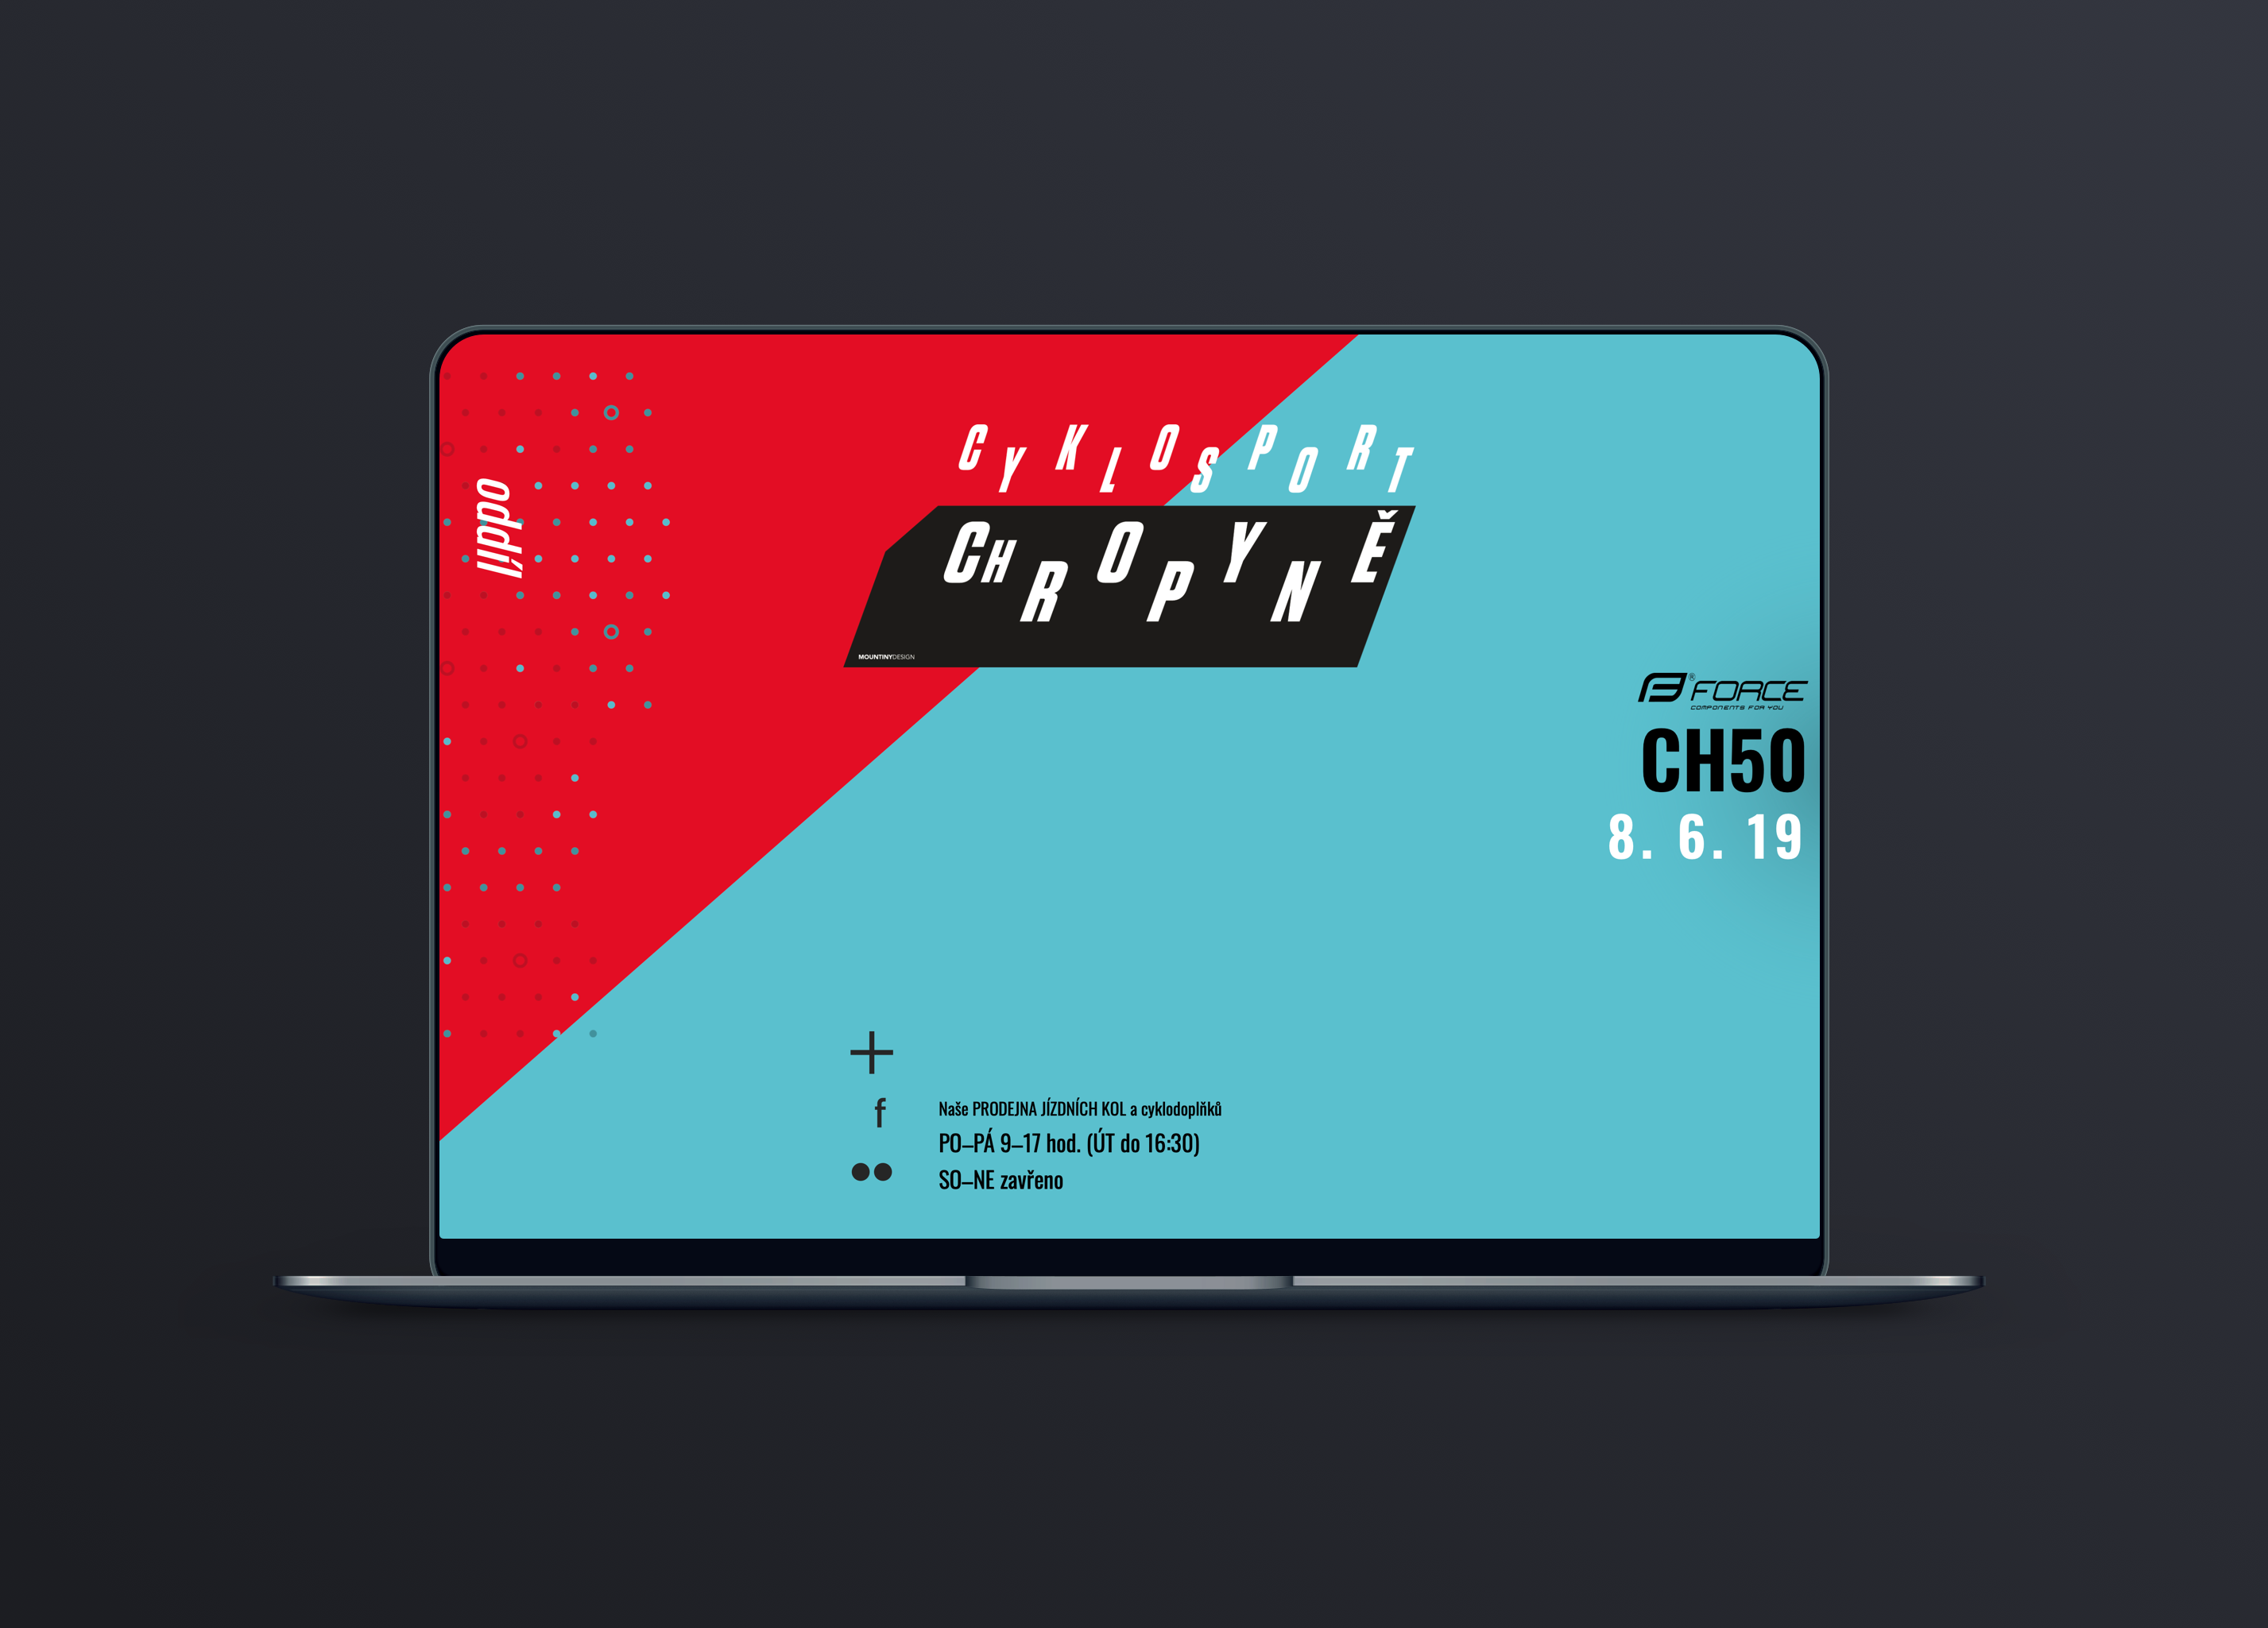 oddíl
CYKLOSPORT
CHROPYNĚ
MOUNTINYDESIGN
FORCE®
COMPONENTS FOR YOU
CH50
8. 6. 19
f
Naše PRODEJNA JÍZDNÍCH KOL a cyklodoplňků
PO–PÁ 9–17 hod. (ÚT do 16:30)
SO–NE zavřeno